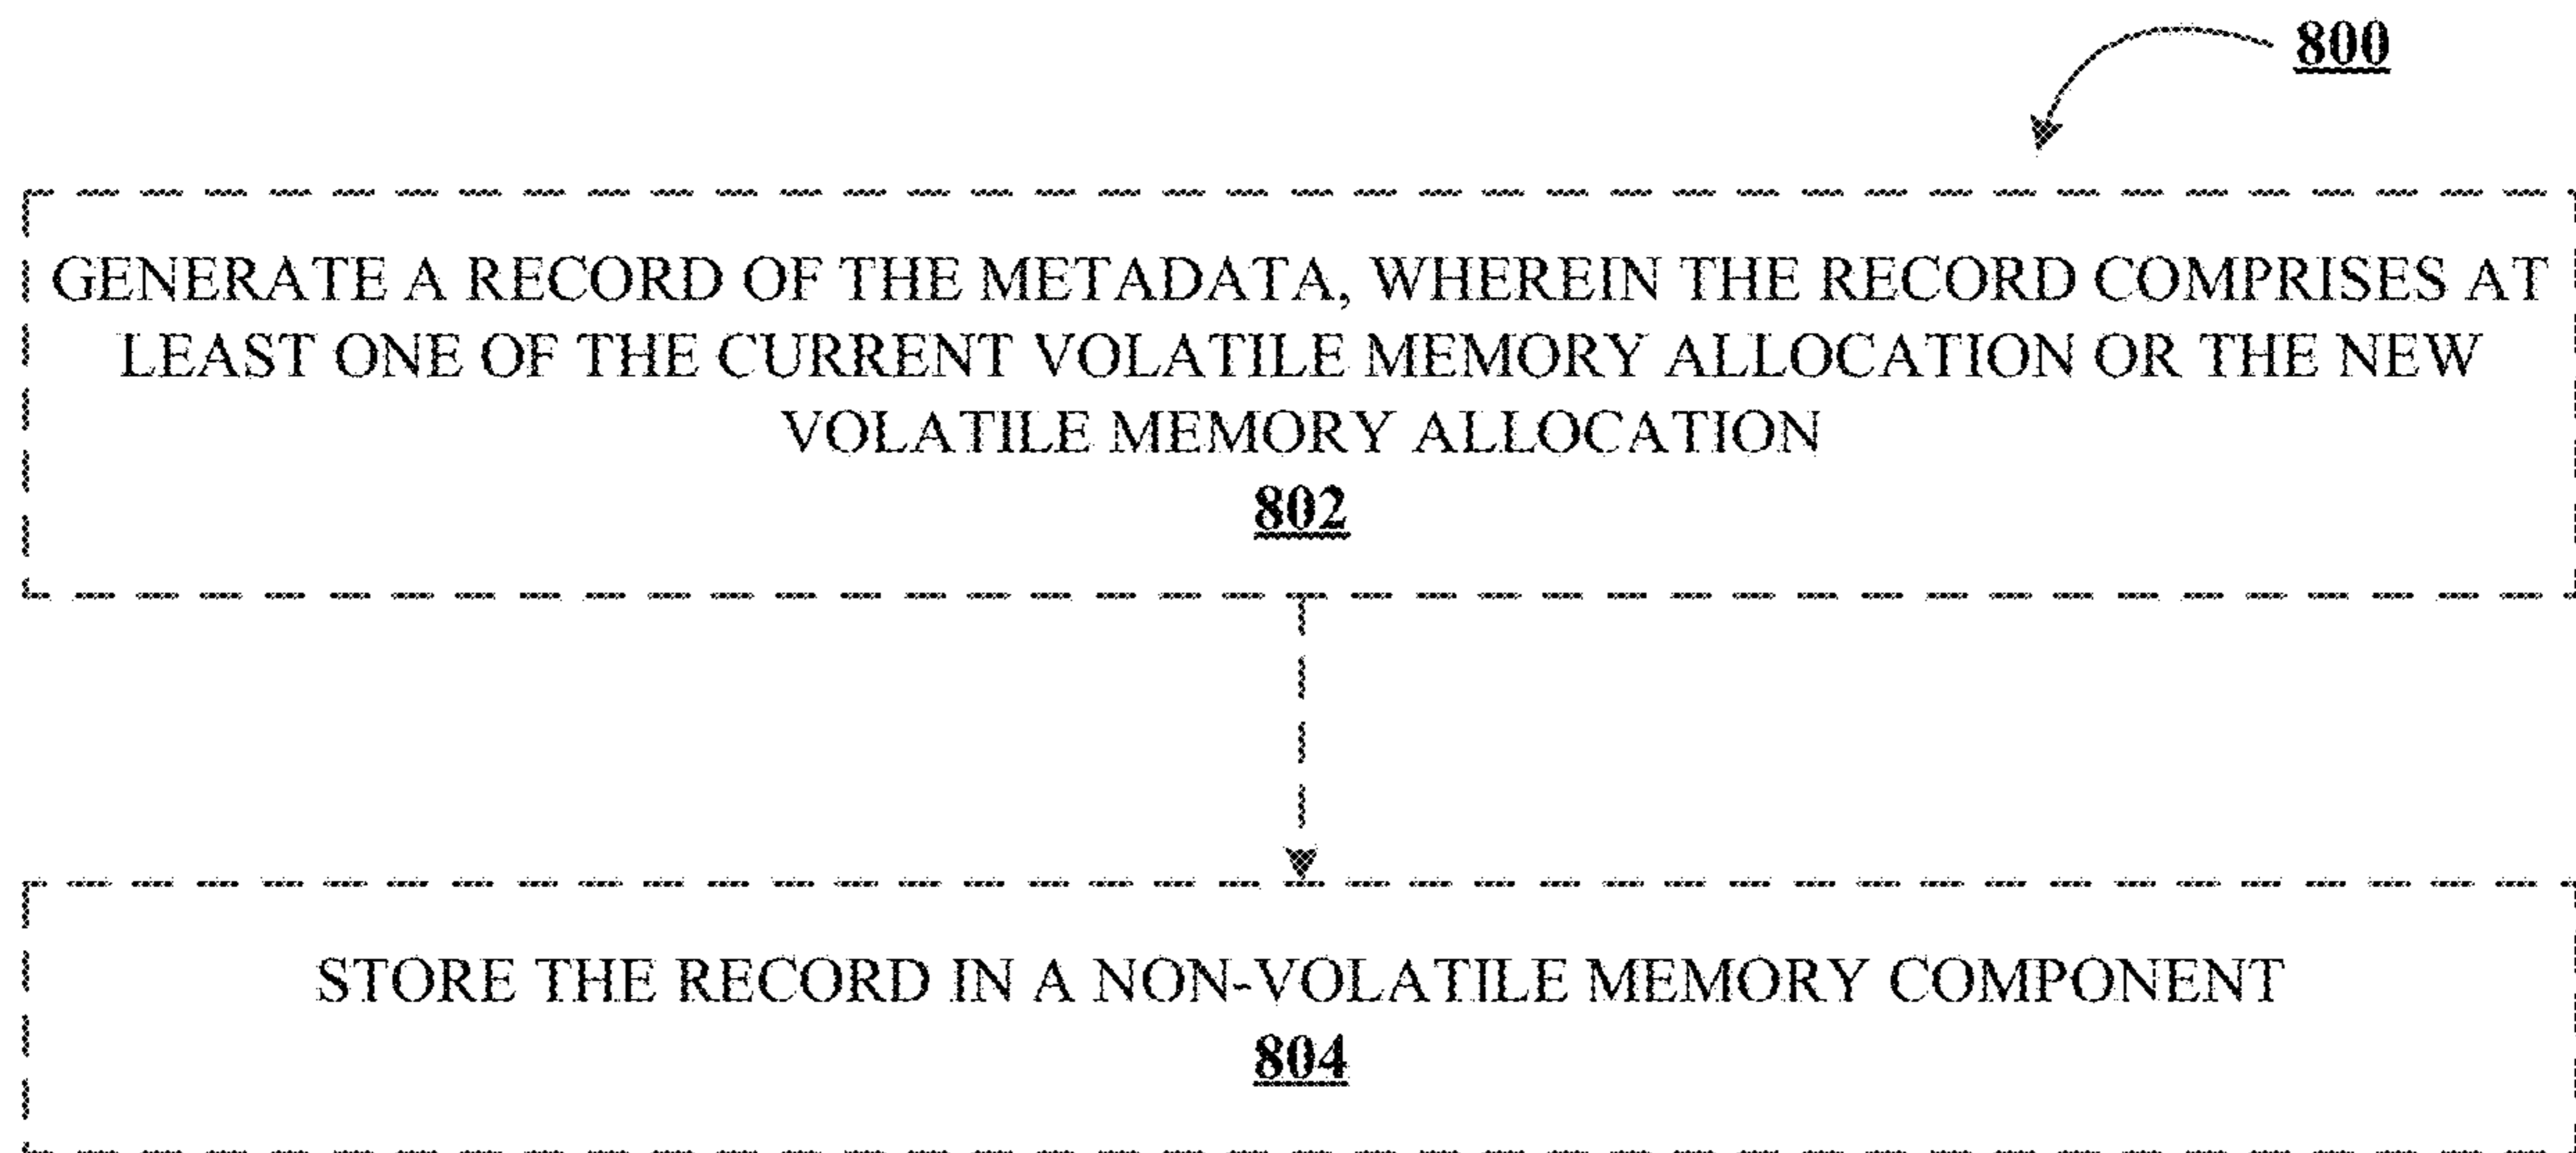 800
GENERATE A RECORD OF THE METADATA, WHEREIN THE RECORD COMPRISES AT
LEAST ONE OF THE CURRENT VOLATILE MEMORY ALLOCATION OR THE NEW
VOLATILE MEMORY ALLOCATION
802
STORE THE RECORD IN A NON-VOLATILE MEMORY COMPONENT
804